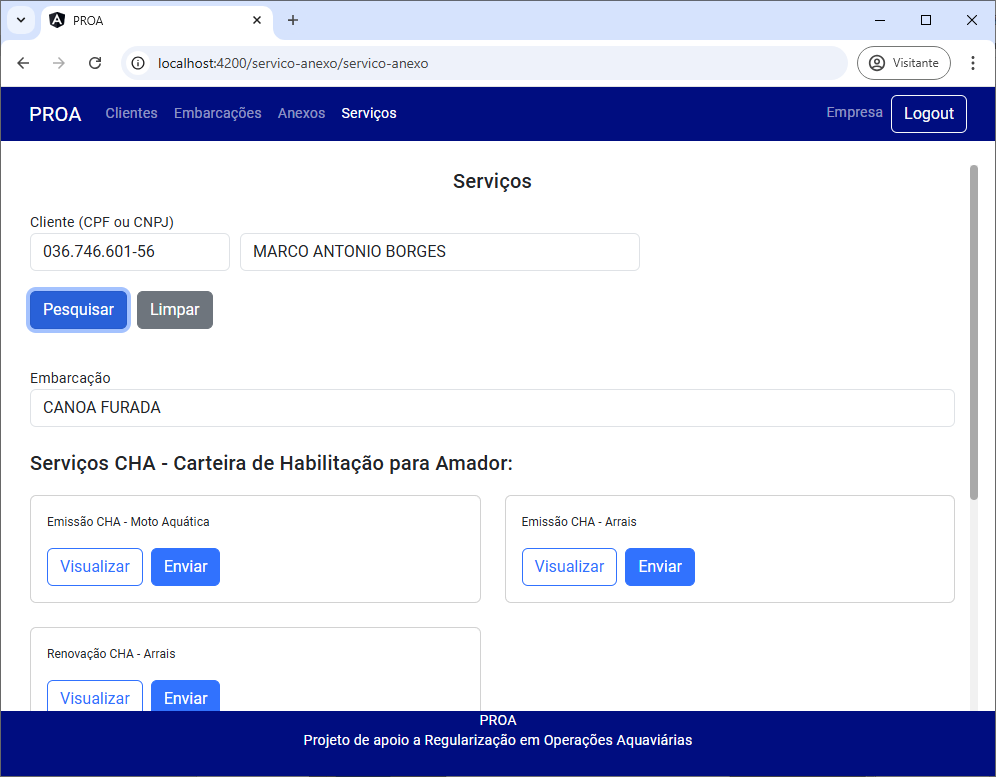 PROA
localhost:4200/servico-anexo/servico-anexo
Visitante
PROA Clientes Embarcações Anexos Serviços Empresa Logout
Serviços
Cliente (CPF ou CNPJ)
036.746.601-56 MARCO ANTONIO BORGES
Pesquisar Limpar
Embarcação
CANOA FURADA
Serviços CHA - Carteira de Habilitação para Amador:
Emissão CHA - Moto Aquática
Visualizar Enviar
Emissão CHA - Arrais
Visualizar Enviar
Renovação CHA - Arrais
Visualizar Enviar
PROA
Projeto de apoio a Regularização em Operações Aquaviárias